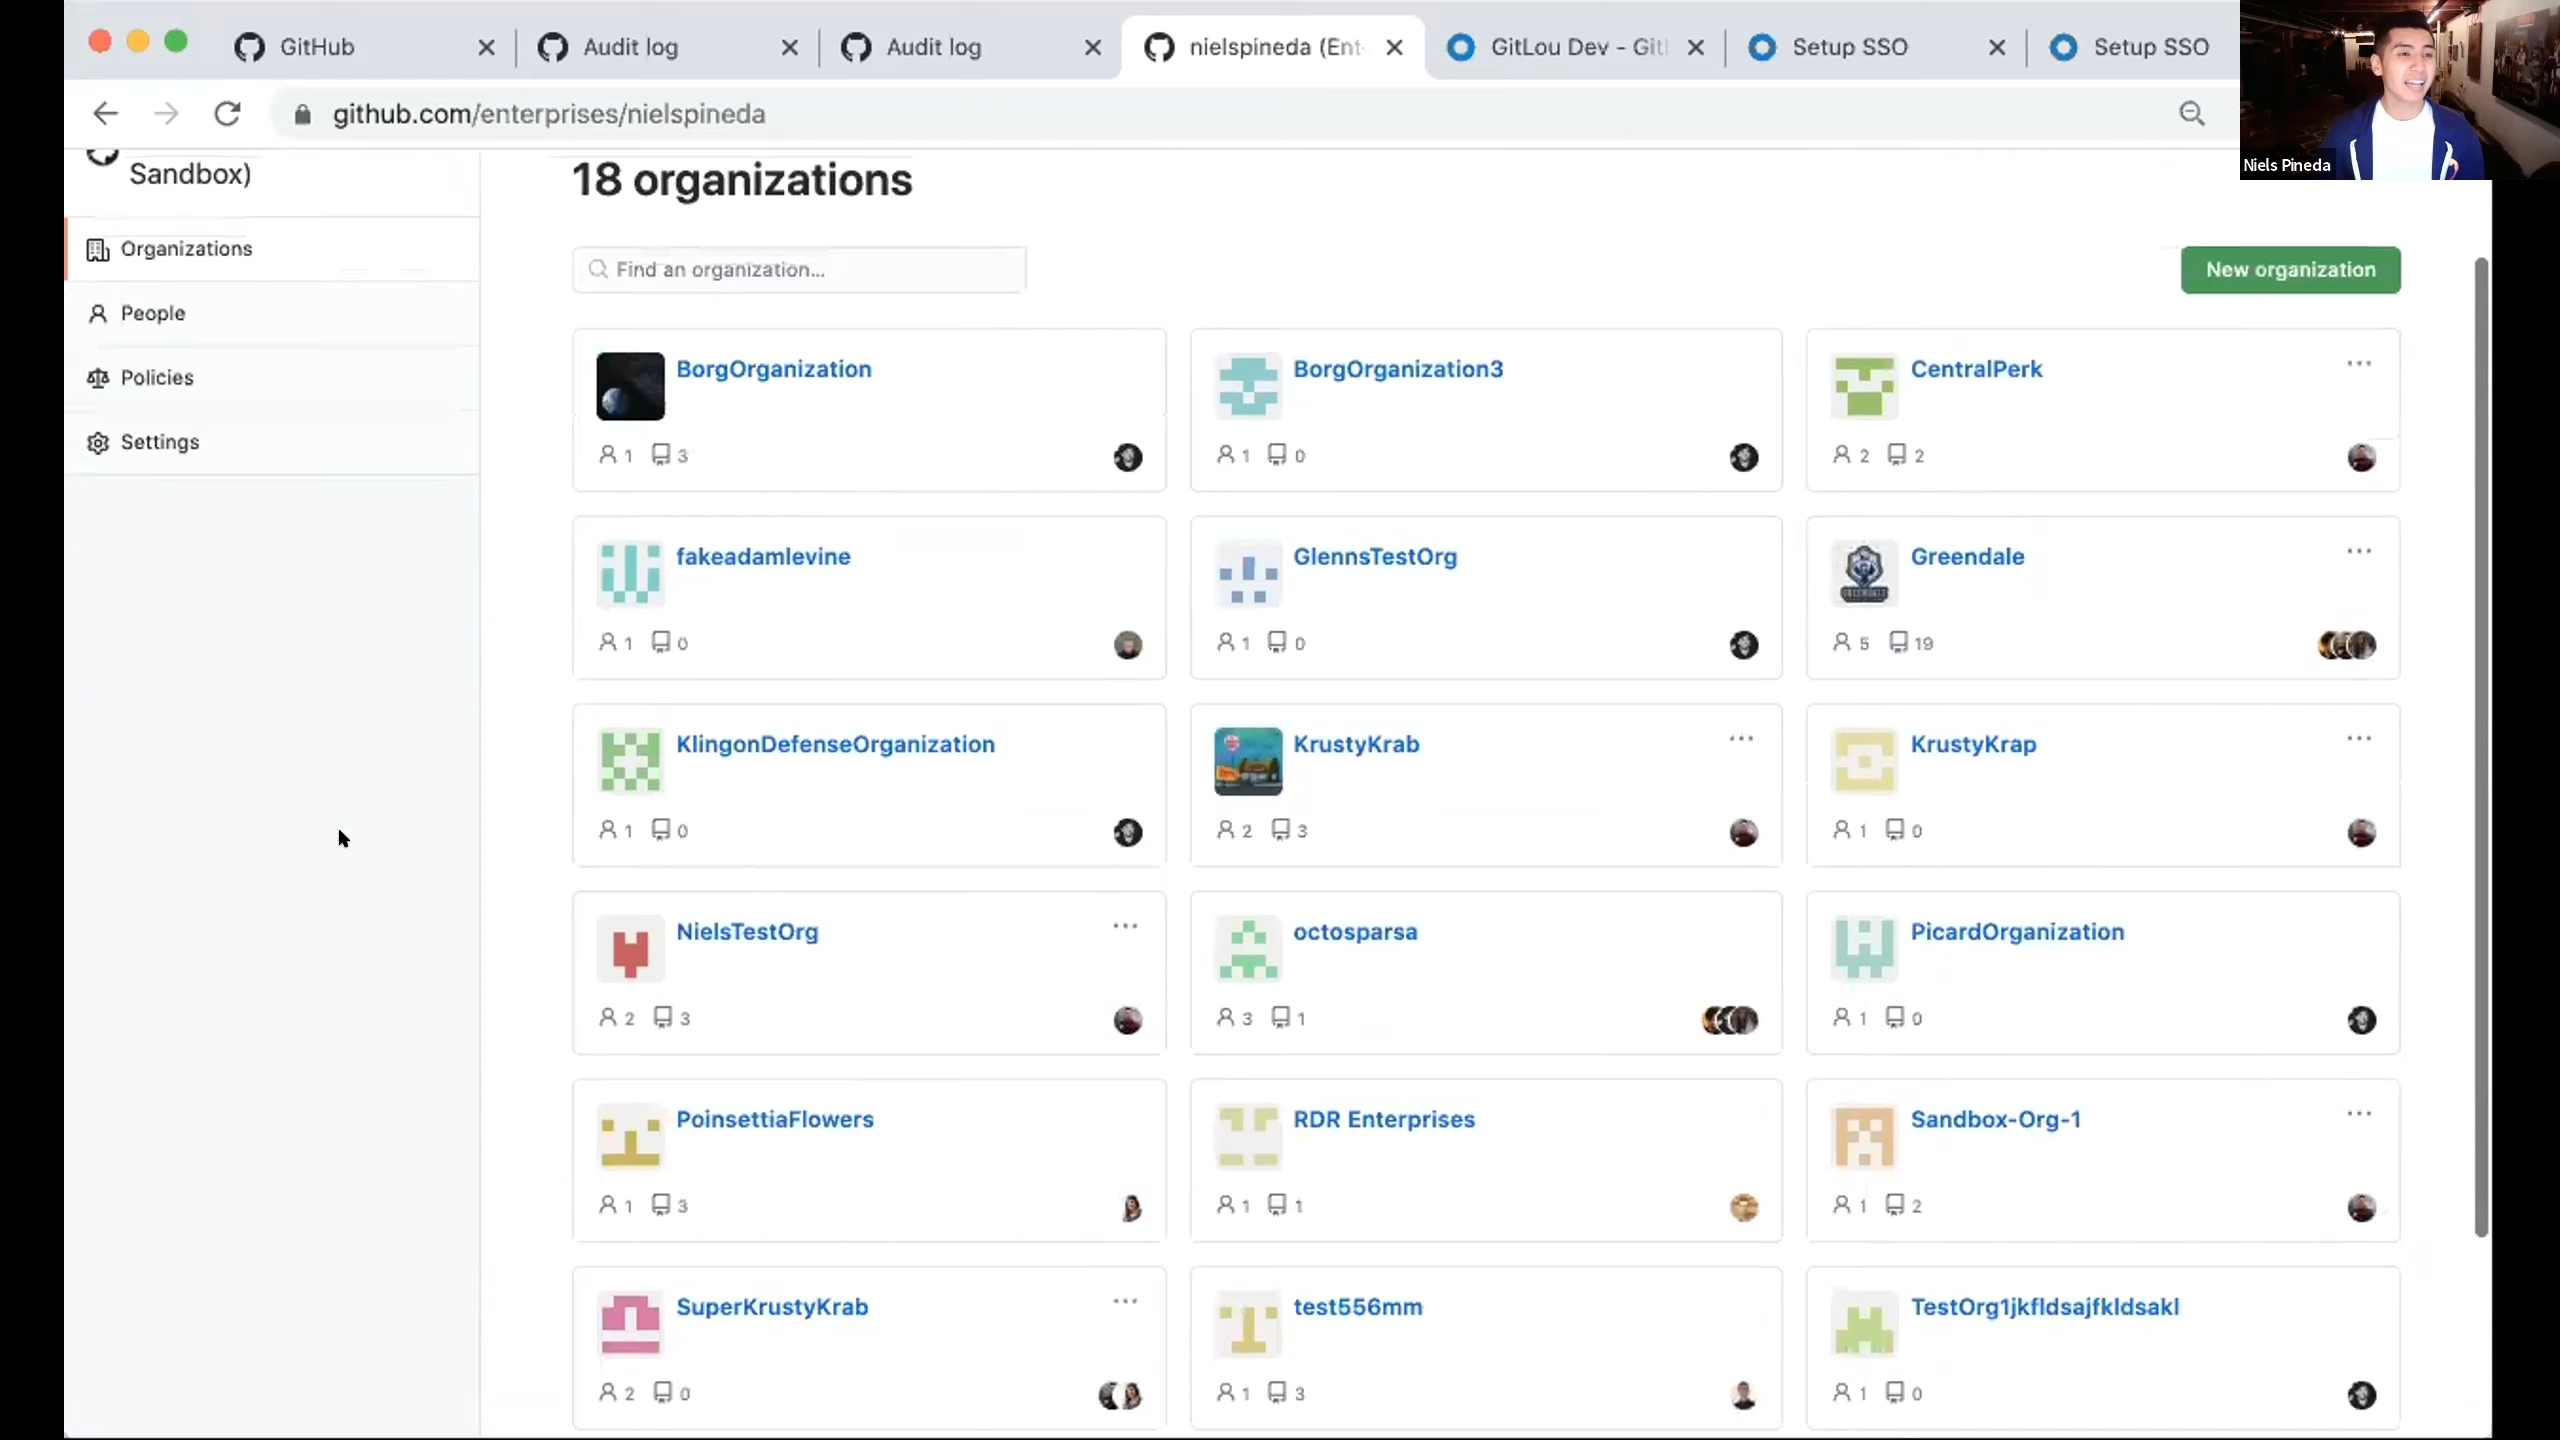 GitHub
Audit log
Audit log
nielspineda (Ent
GitLou Dev - Git
Setup SSO
Setup SSO
github.com/enterprises/nielspineda
Niels Pineda
Sandbox)
Organizations
People
Policies
Settings
18 organizations
Find an organization...
New organization
BorgOrganization
1 3
BorgOrganization3
1 0
CentralPerk
2 2
fakeadamlevine
1 0
GlennsTestOrg
1 0
Greendale
5 19
KlingonDefenseOrganization
1 0
KrustyKrab
2 3
KrustyKrap
1 0
NielsTestOrg
2 3
octosparsa
3 1
PicardOrganization
1 0
PoinsettiaFlowers
1 3
RDR Enterprises
1 1
Sandbox-Org-1
1 2
SuperKrustyKrab
2 0
test556mm
1 3
TestOrg1jkfldsajfkldsakl
1 0